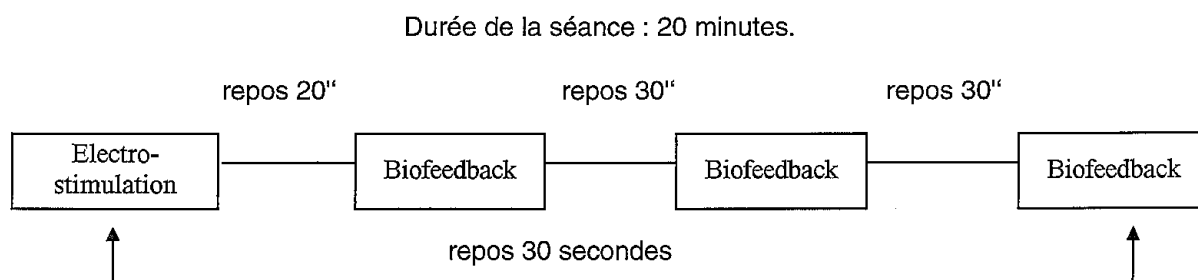 Durée de la séance : 20 minutes.
repos 20“ repos 30“ repos 30“
Electro-
stimulation
Biofeedback
Biofeedback
Biofeedback
repos 30 secondes